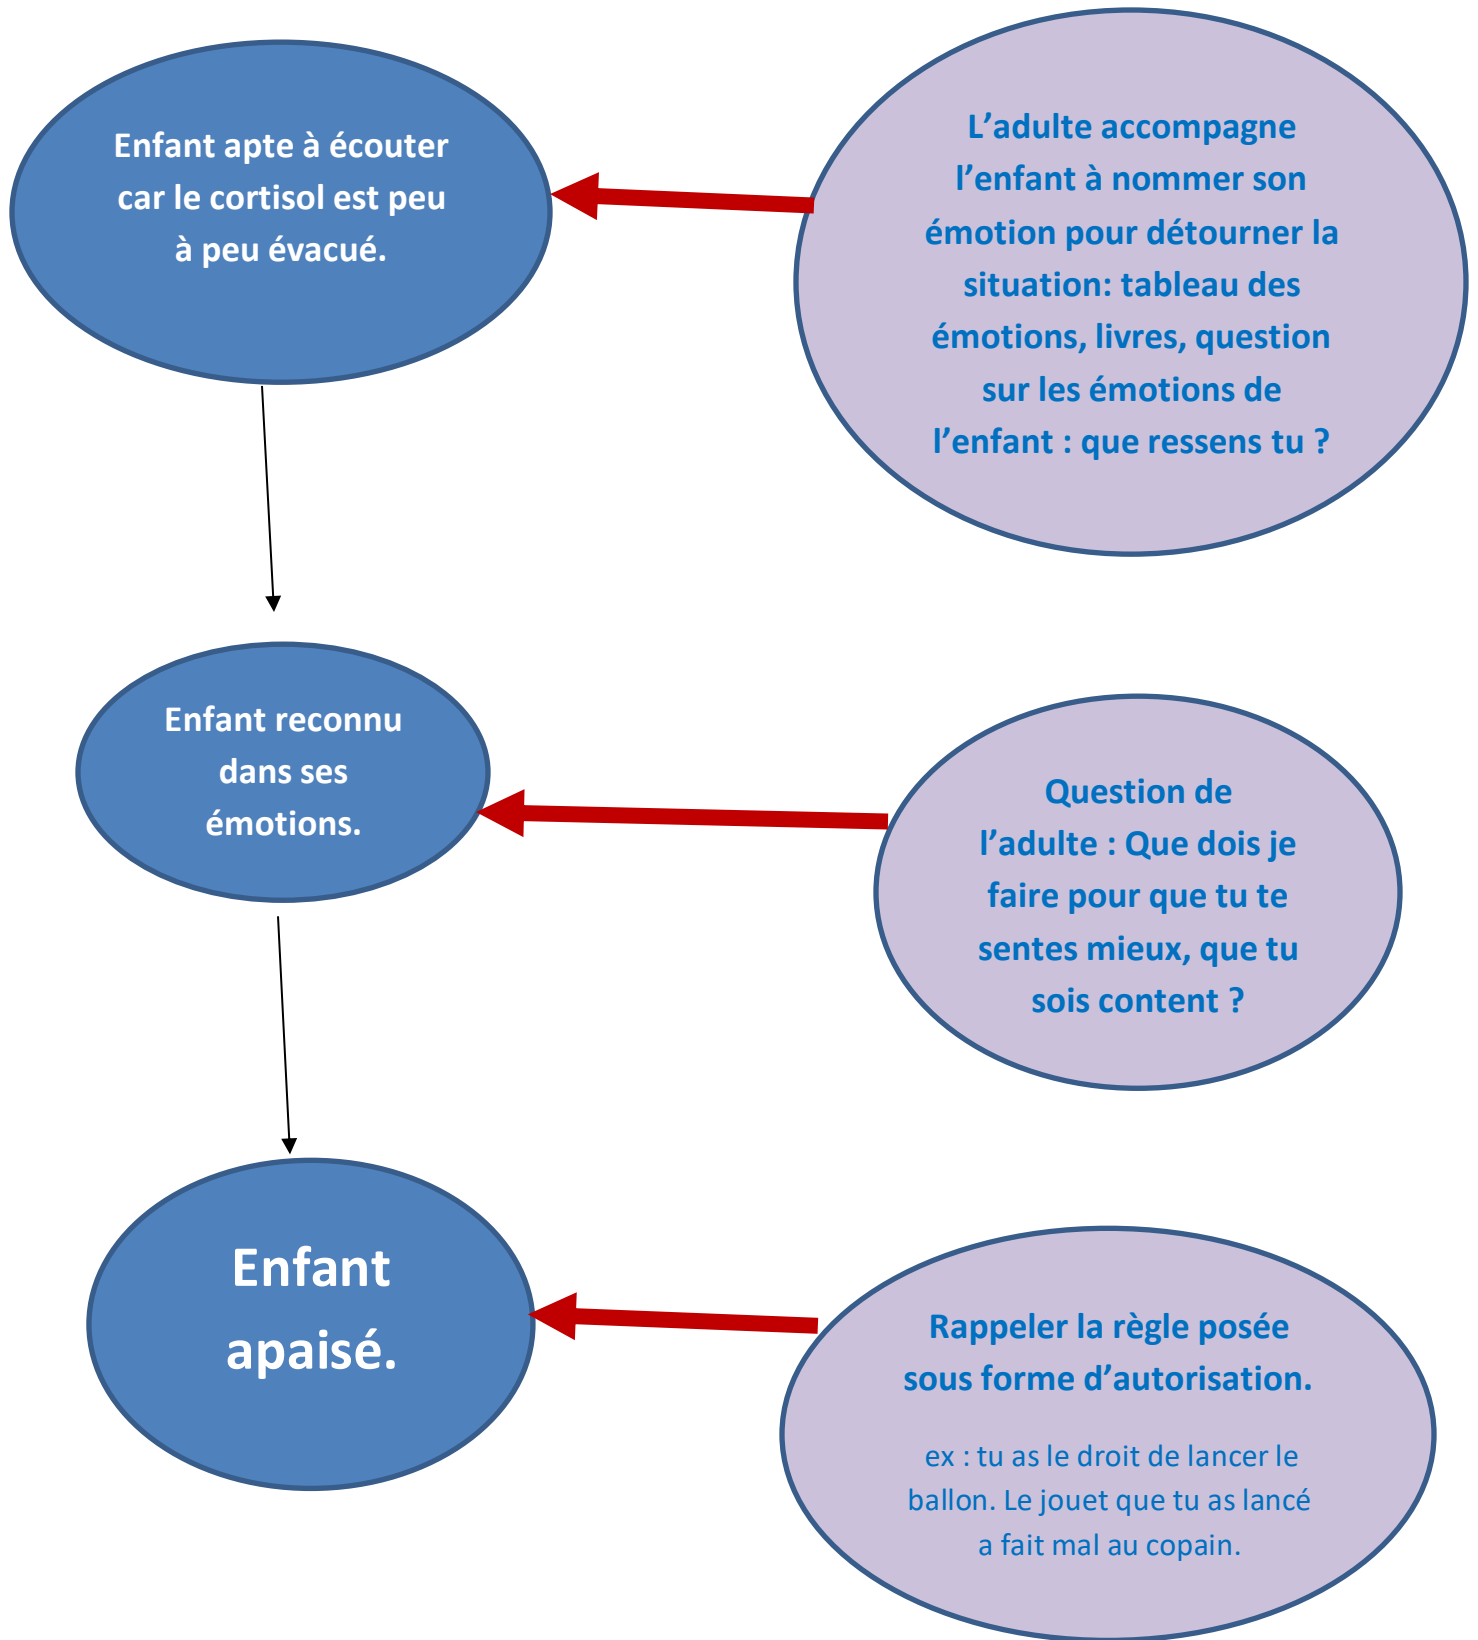 Enfant apte à écouter
car le cortisol est peu
à peu évacué.
L’adulte accompagne
l’enfant à nommer son
émotion pour détourner la
situation: tableau des
émotions, livres, question
sur les émotions de
l’enfant : que ressens tu ?
Enfant reconnu
dans ses
émotions.
Question de
l’adulte : Que dois je
faire pour que tu te
sentes mieux, que tu
sois content ?
Enfant
apaisé.
Rappeler la règle posée
sous forme d’autorisation.
ex : tu as le droit de lancer le
ballon. Le jouet que tu as lancé
a fait mal au copain.